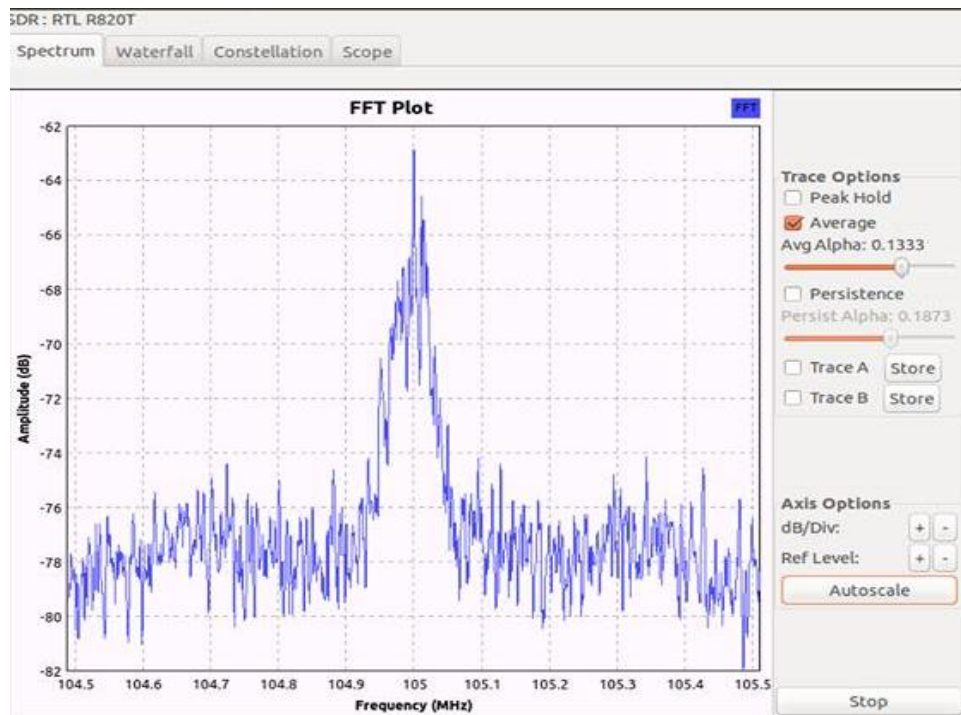 SDR : RTL R820T
Spectrum Waterfall Constellation Scope
FFT Plot
FFT
-62
-64
-66
-68
-70
-72
-74
-76
-78
-80
-82
Amplitude (dB)
104.5 104.6 104.7 104.8 104.9 105 105.1 105.2 105.3 105.4 105.5
Frequency (MHz)
Trace Options
Peak Hold
Average
Avg Alpha: 0.1333
Persistence
Persist Alpha: 0.1873
Trace A Store
Trace B Store
Axis Options
dB/Div: + -
Ref Level: + -
Autoscale
Stop